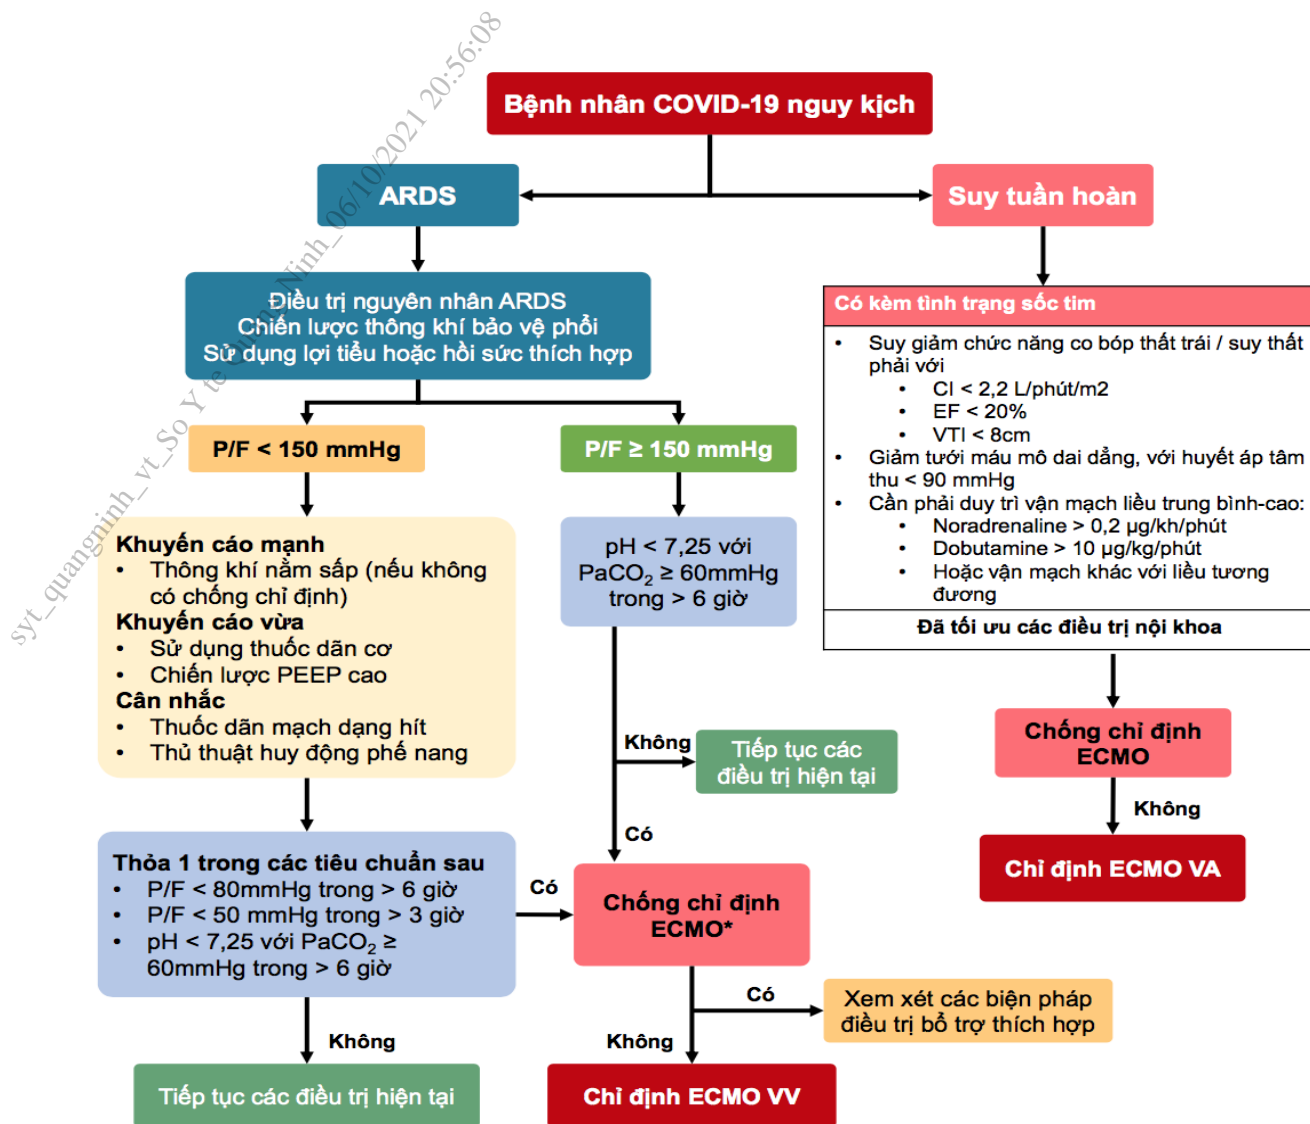 syt_quangninh_vt_So Y te Quang Ninh_06/10/2021 20:56:08
Bệnh nhân COVID-19 nguy kịch
ARDS
Suy tuần hoàn
Điều trị nguyên nhân ARDS
Chiến lược thông khí bảo vệ phổi
Sử dụng lợi tiểu hoặc hồi sức thích hợp
P/F < 150 mmHg
P/F ≥ 150 mmHg
Khuyến cáo mạnh
• Thông khí nằm sấp (nếu không
có chống chỉ định)
Khuyến cáo vừa
• Sử dụng thuốc dãn cơ
• Chiến lược PEEP cao
Cân nhắc
• Thuốc dãn mạch dạng hít
• Thủ thuật huy động phế nang
pH < 7,25 với
PaCO₂ ≥ 60mmHg
trong > 6 giờ
Không
Tiếp tục các
điều trị hiện tại
Có
Thỏa 1 trong các tiêu chuẩn sau
• P/F < 80mmHg trong > 6 giờ
• P/F < 50 mmHg trong > 3 giờ
• pH < 7,25 với PaCO₂ ≥
60mmHg trong > 6 giờ
Có
Không
Tiếp tục các điều trị hiện tại
Chống chỉ định
ECMO*
Có
Xem xét các biện pháp
điều trị bổ trợ thích hợp
Không
Chỉ định ECMO VV
Có kèm tình trạng sốc tim
• Suy giảm chức năng co bóp thất trái / suy thất
phải với
• CI < 2,2 L/phút/m2
• EF < 20%
• VTI < 8cm
• Giảm tưới máu mô dai dẳng, với huyết áp tâm
thu < 90 mmHg
• Cần phải duy trì vận mạch liều trung bình-cao:
• Noradrenaline > 0,2 µg/kh/phút
• Dobutamine > 10 µg/kg/phút
• Hoặc vận mạch khác với liều tương
đương
Đã tối ưu các điều trị nội khoa
Chống chỉ định
ECMO
Không
Chỉ định ECMO VA